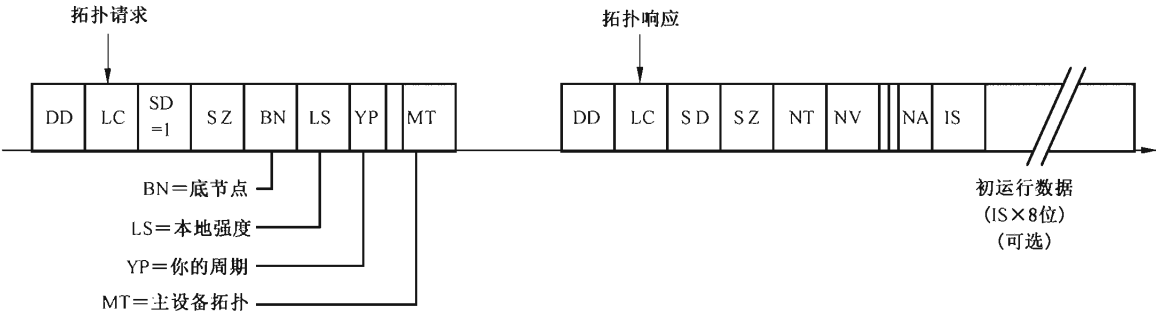 拓扑请求
拓扑响应
DD LC SD=1 SZ BN LS YP MT
DD LC SD SZ NT NV NA IS
BN=底节点
LS=本地强度
YP=你的周期
MT=主设备拓扑
初运行数据
(IS×8位)
(可选)